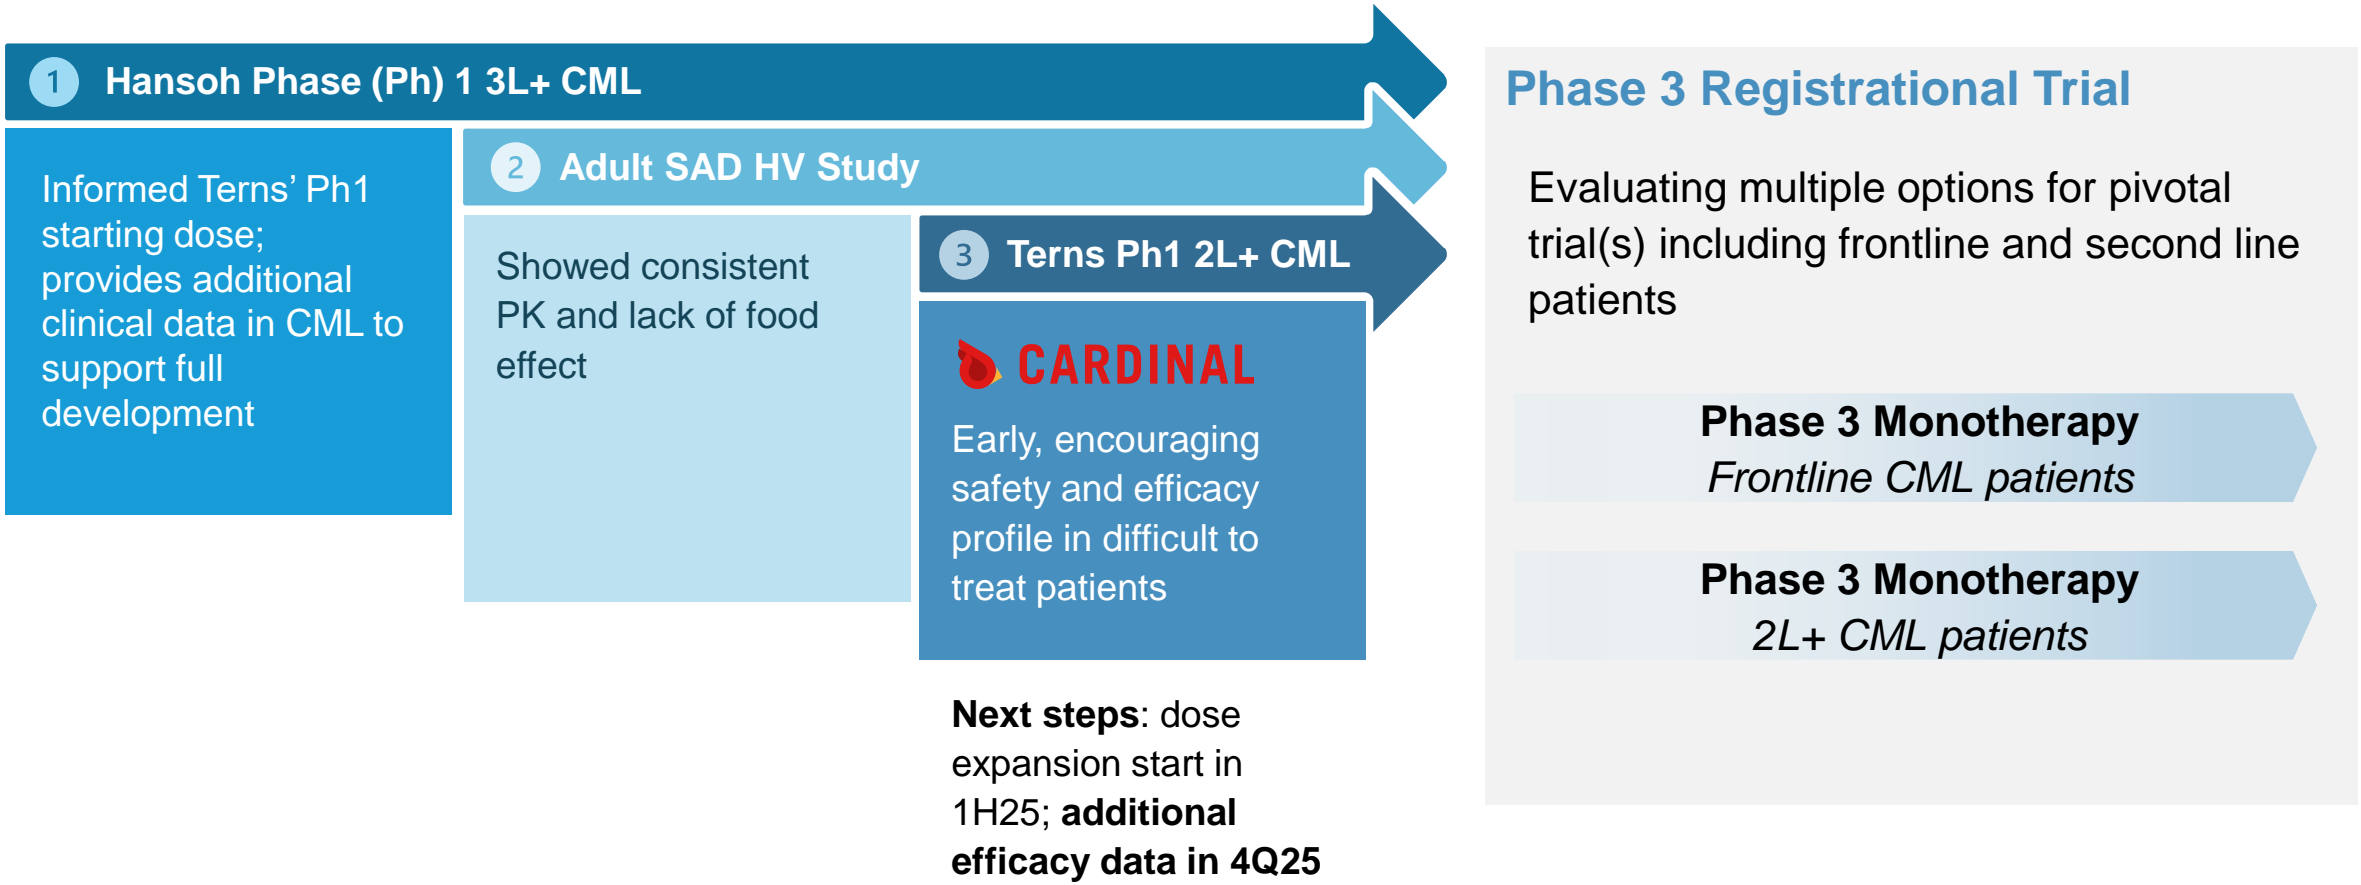 1 Hansoh Phase (Ph) 1 3L+ CML
Informed Terns’ Ph1
starting dose;
provides additional
clinical data in CML to
support full
development
2 Adult SAD HV Study
Showed consistent
PK and lack of food
effect
3 Terns Ph1 2L+ CML
CARDINAL
Early, encouraging
safety and efficacy
profile in difficult to
treat patients
Next steps: dose
expansion start in
1H25; additional
efficacy data in 4Q25
Phase 3 Registrational Trial
Evaluating multiple options for pivotal
trial(s) including frontline and second line
patients
Phase 3 Monotherapy
Frontline CML patients
Phase 3 Monotherapy
2L+ CML patients